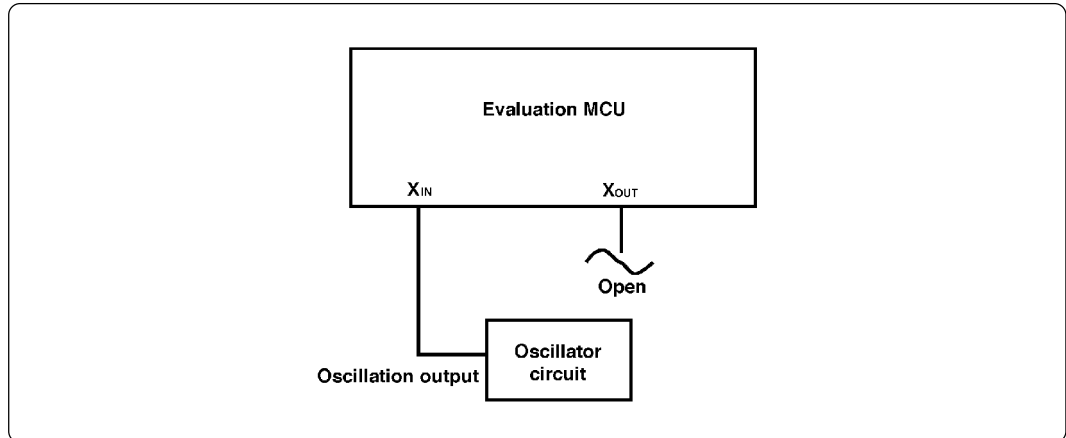 Evaluation MCU
XIN
XOUT
Open
Oscillator
circuit
Oscillation output